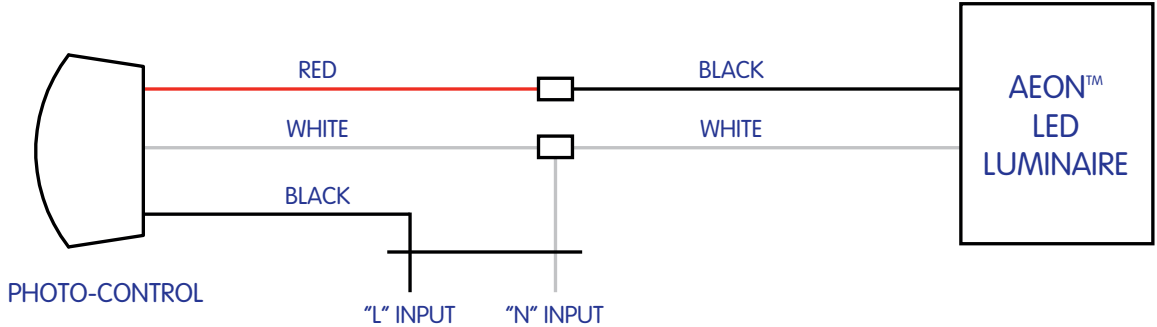 RED
BLACK
AEON™
LED
LUMINAIRE
WHITE
WHITE
BLACK
PHOTO-CONTROL
"L" INPUT
"N" INPUT